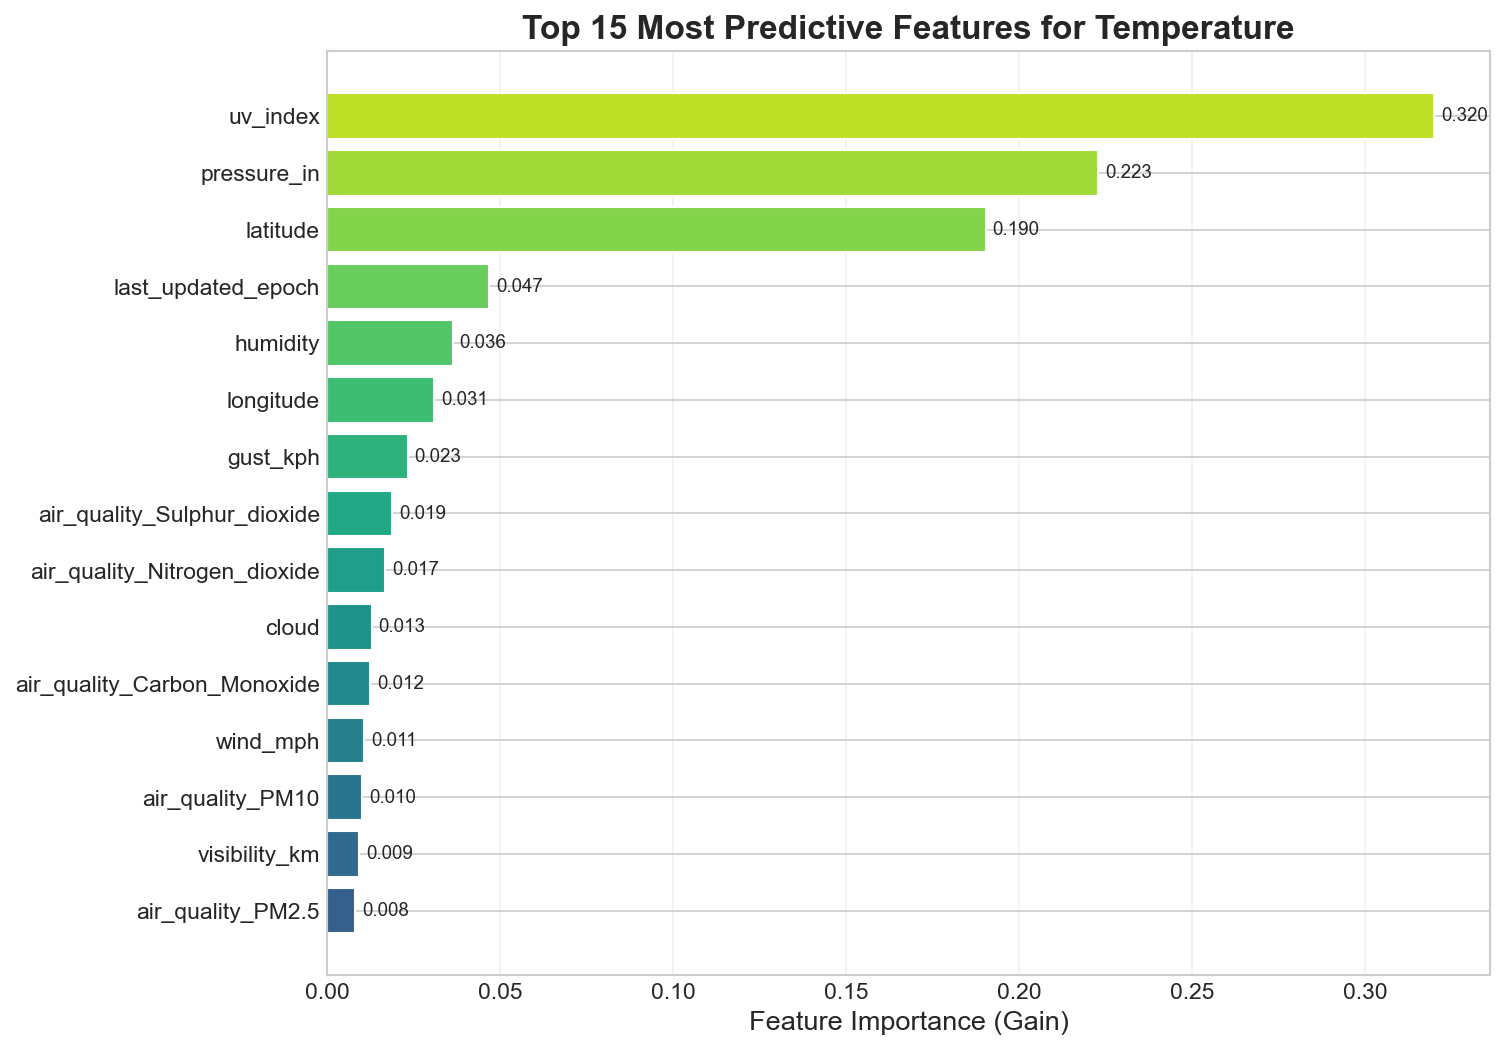 Top 15 Most Predictive Features for Temperature
uv_index 0.320
pressure_in 0.223
latitude 0.190
last_updated_epoch 0.047
humidity 0.036
longitude 0.031
gust_kph 0.023
air_quality_Sulphur_dioxide 0.019
air_quality_Nitrogen_dioxide 0.017
cloud 0.013
air_quality_Carbon_Monoxide 0.012
wind_mph 0.011
air_quality_PM10 0.010
visibility_km 0.009
air_quality_PM2.5 0.008
0.00 0.05 0.10 0.15 0.20 0.25 0.30
Feature Importance (Gain)